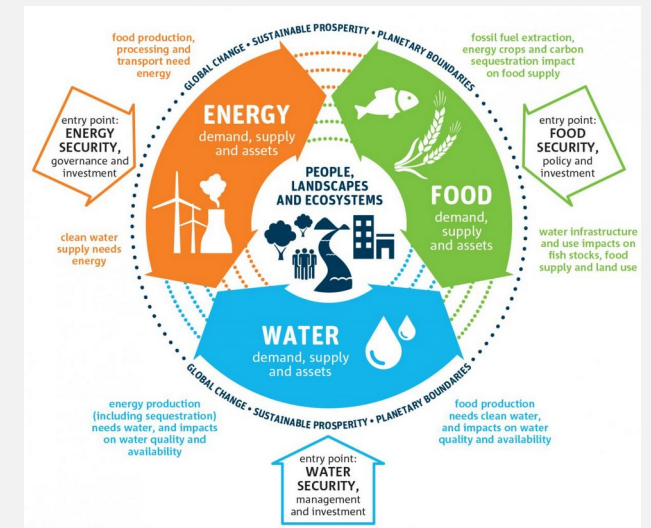 GLOBAL CHANGE • SUSTAINABLE PROSPERITY • PLANETARY BOUNDARIES
food production,
processing and
transport need
energy
fossil fuel extraction,
energy crops and carbon
sequestration impact
on food supply
entry point:
ENERGY
SECURITY,
governance and
investment
ENERGY
demand, supply
and assets
PEOPLE,
LANDSCAPES
AND ECOSYSTEMS
FOOD
demand,
supply
and assets
entry point:
FOOD
SECURITY,
policy and
investment
clean water
supply needs
energy
water infrastructure
and use impacts on
fish stocks, food
supply and land use
WATER
demand, supply
and assets
GLOBAL CHANGE • SUSTAINABLE PROSPERITY • PLANETARY BOUNDARIES
energy production
(including sequestration)
needs water, and impacts
on water quality and
availability
food production
needs clean water,
and impacts on water
quality and availability
entry point:
WATER
SECURITY,
management
and investment